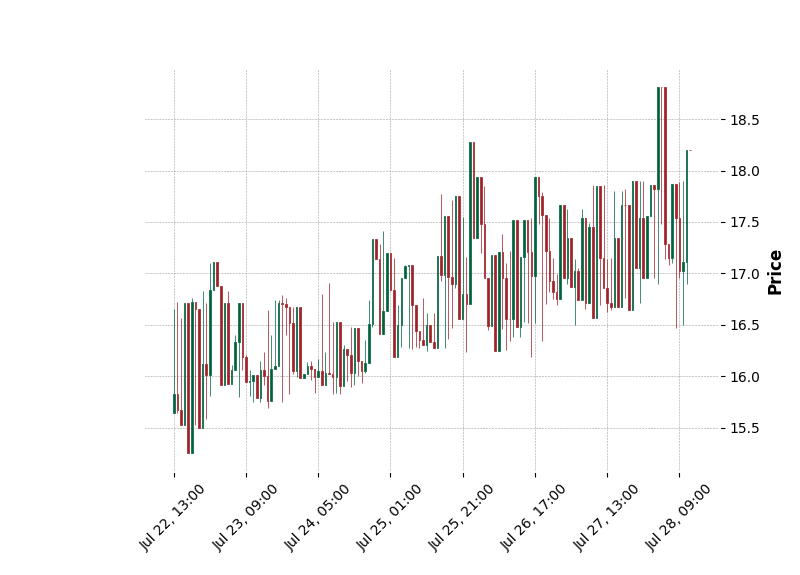 18.5
18.0
17.5
17.0
16.5
16.0
15.5
Price
Jul 22, 13:00
Jul 23, 09:00
Jul 24, 05:00
Jul 25, 01:00
Jul 25, 21:00
Jul 26, 17:00
Jul 27, 13:00
Jul 28, 09:00